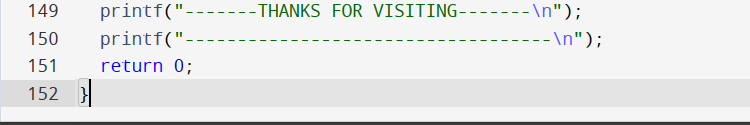 149 printf("-------THANKS FOR VISITING-------\n");
150 printf("-----------------------------------\n");
151 return 0;
152 }